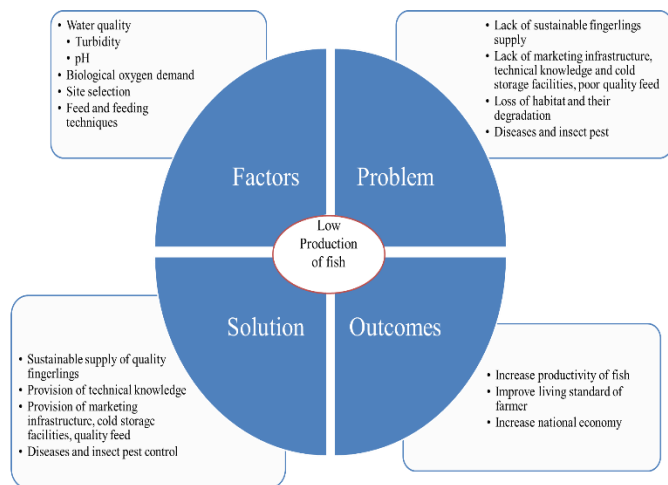 • Water quality
• Turbidity
• pH
• Biological oxygen demand
• Site selection
• Feed and feeding
techniques
• Lack of sustainable fingerlings
supply
• Lack of marketing infrastructure,
technical knowledge and cold
storage facilities, poor quality feed
• Loss of habitat and their
degradation
• Diseases and insect pest
Factors
Problem
Low
Production
of fish
Solution
Outcomes
• Sustainable supply of quality
fingerlings
• Provision of technical knowledge
• Provision of marketing
infrastructure, cold storage
facilities, quality feed
• Diseases and insect pest control
• Increase productivity of fish
• Improve living standard of
farmer
• Increase national economy